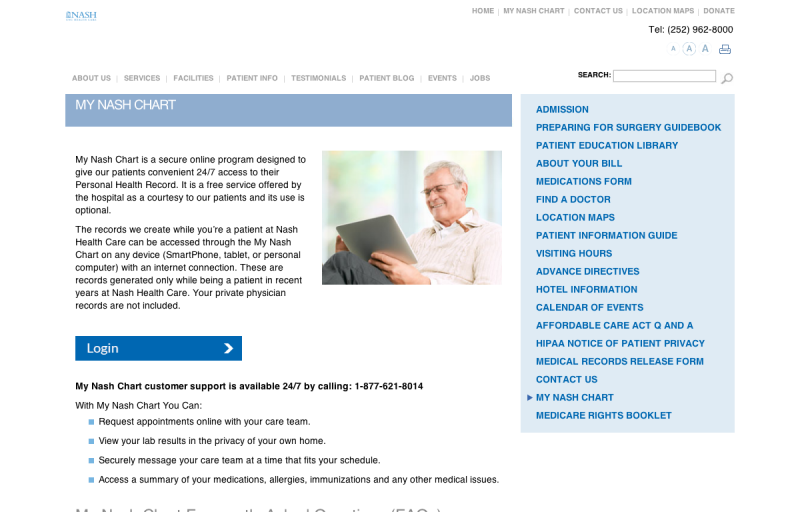 NASH
HOME | MY NASH CHART | CONTACT US | LOCATION MAPS | DONATE
Tel: (252) 962-8000
A A A
ABOUT US | SERVICES | FACILITIES | PATIENT INFO | TESTIMONIALS | PATIENT BLOG | EVENTS | JOBS
SEARCH:
MY NASH CHART
My Nash Chart is a secure online program designed to
give our patients convenient 24/7 access to their
Personal Health Record. It is a free service offered by
the hospital as a courtesy to our patients and its use is
optional.
The records we create while you're a patient at Nash
Health Care can be accessed through the My Nash
Chart on any device (SmartPhone, tablet, or personal
computer) with an internet connection. These are
records generated only while being a patient in recent
years at Nash Health Care. Your private physician
records are not included.
Login
My Nash Chart customer support is available 24/7 by calling: 1-877-621-8014
With My Nash Chart You Can:
Request appointments online with your care team.
View your lab results in the privacy of your own home.
Securely message your care team at a time that fits your schedule.
Access a summary of your medications, allergies, immunizations and any other medical issues.
My Nash Chart Frequently Asked Questions (FAQs)
ADMISSION
PREPARING FOR SURGERY GUIDEBOOK
PATIENT EDUCATION LIBRARY
ABOUT YOUR BILL
MEDICATIONS FORM
FIND A DOCTOR
LOCATION MAPS
PATIENT INFORMATION GUIDE
VISITING HOURS
ADVANCE DIRECTIVES
HOTEL INFORMATION
CALENDAR OF EVENTS
AFFORDABLE CARE ACT Q AND A
HIPAA NOTICE OF PATIENT PRIVACY
MEDICAL RECORDS RELEASE FORM
CONTACT US
MY NASH CHART
MEDICARE RIGHTS BOOKLET